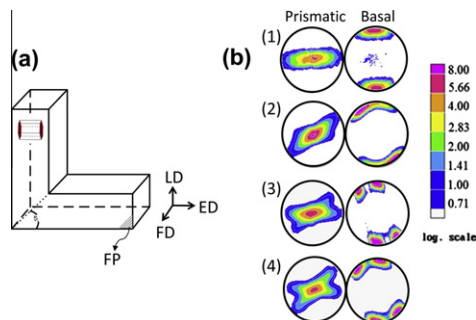 (a)
LD
ED
FD
FP
(b)
Prismatic Basal
(1)
(2)
(3)
(4)
8.00
5.66
4.00
2.83
2.00
1.41
1.00
0.71
log. scale